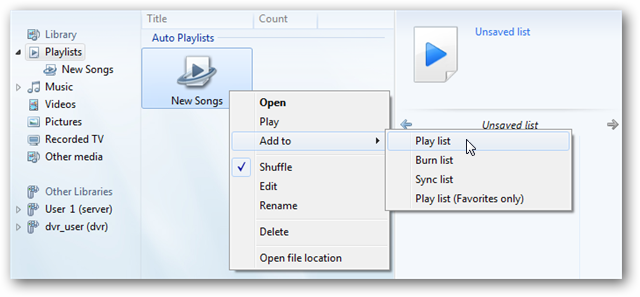 Library
Playlists
New Songs
Music
Videos
Pictures
Recorded TV
Other media
Other Libraries
User 1 (server)
dvr_user (dvr)
Title Count
Auto Playlists
New Songs
Open
Play
Add to
Shuffle
Edit
Rename
Delete
Open file location
Play list
Burn list
Sync list
Play list (Favorites only)
Unsaved list
Unsaved list